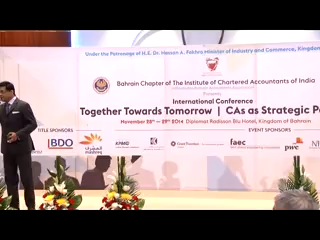 Under the Patronage of H.E. Dr. Hassan A. Fakhro Minister of Industry and Commerce, Kingdom
Bahrain Chapter of The Institute of Chartered Accountants of India
Presents
International Conference
Together Towards Tomorrow | CAs as Strategic P
November 28th - 29th 2014 Diplomat Radisson Blu Hotel, Kingdom of Bahrain
TITLE SPONSORS
EVENT SPONSORS
BDO
KPMG
faec
pwc